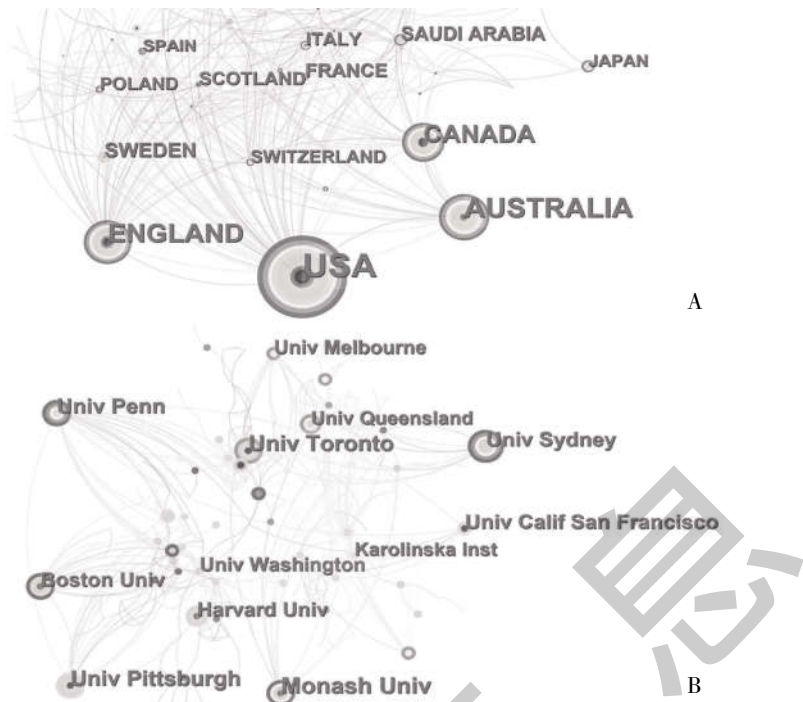 SPAIN
ITALY
SAUDI ARABIA
JAPAN
POLAND
SCOTLAND
FRANCE
CANADA
SWEDEN
SWITZERLAND
AUSTRALIA
ENGLAND
USA
A
Univ Melbourne
Univ Penn
Univ Queensland
Univ Toronto
Univ Sydney
Univ Calif San Francisco
Karolinska Inst
Univ Washington
Boston Univ
Harvard Univ
Univ Pittsburgh
Monash Univ
B